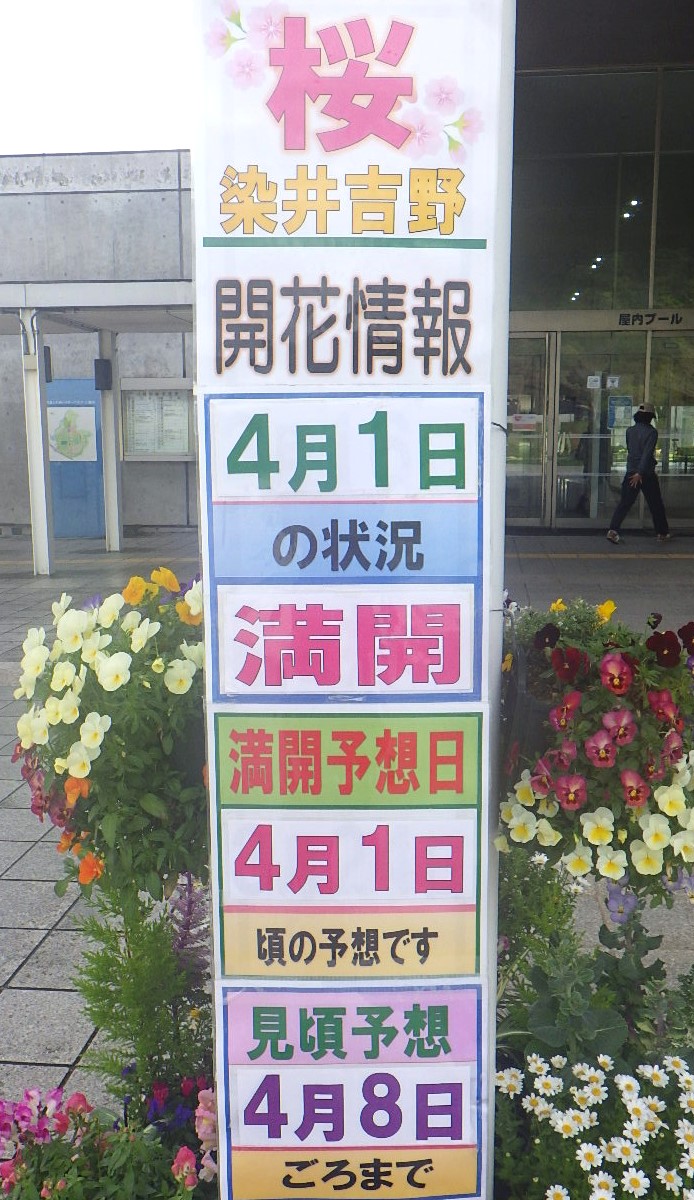 桜
染井吉野
開花情報
4月1日
の状況
満開
満開予想日
4月1日
頃の予想です
見頃予想
4月8日
ごろまで
屋内プール